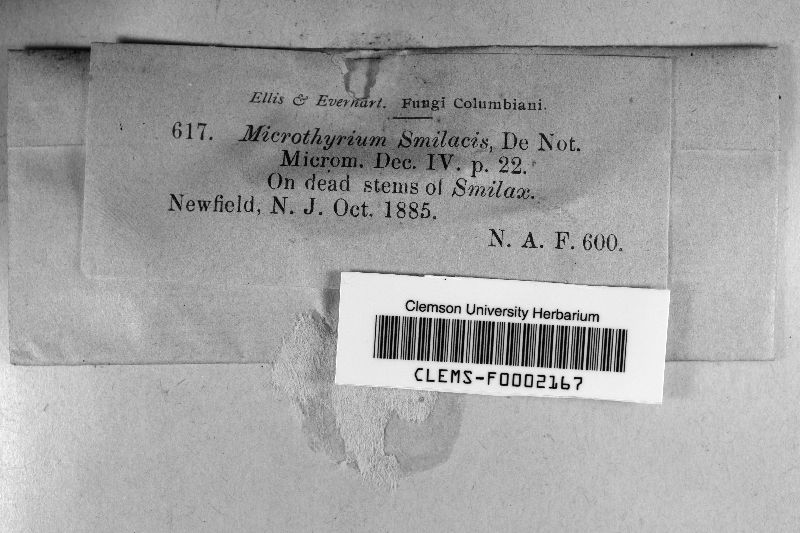 Ellis & Everhart. Fungi Columbiani.
617. Microthyrium Smilacis, De Not.
Microm. Dec. IV. p. 22.
On dead stems of Smilax.
Newfield, N. J. Oct. 1885.
N. A. F. 600.
Clemson University Herbarium
CLEMS-F0002167